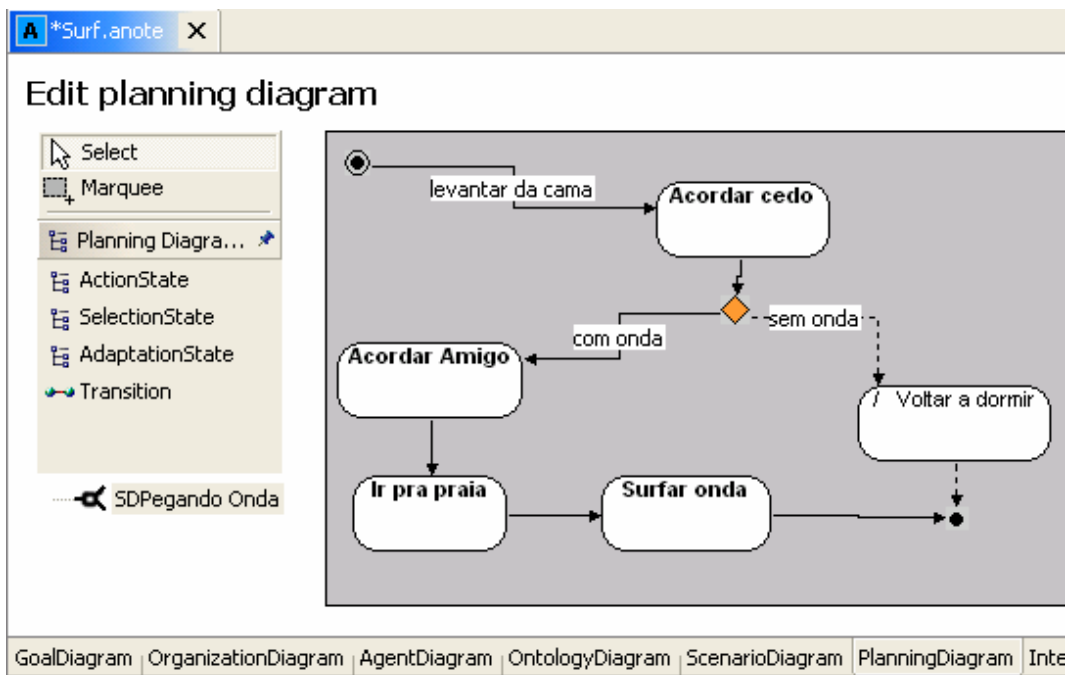 A *Surf.anote X
Edit planning diagram
Select
Marquee
Planning Diagra...
ActionState
SelectionState
AdaptationState
Transition
SDPegando Onda
levantar da cama
Acordar cedo
com onda
sem onda
Acordar Amigo
/ Voltar a dormir
Ir pra praia
Surfar onda
GoalDiagram OrganizationDiagram AgentDiagram OntologyDiagram ScenarioDiagram PlanningDiagram Inte